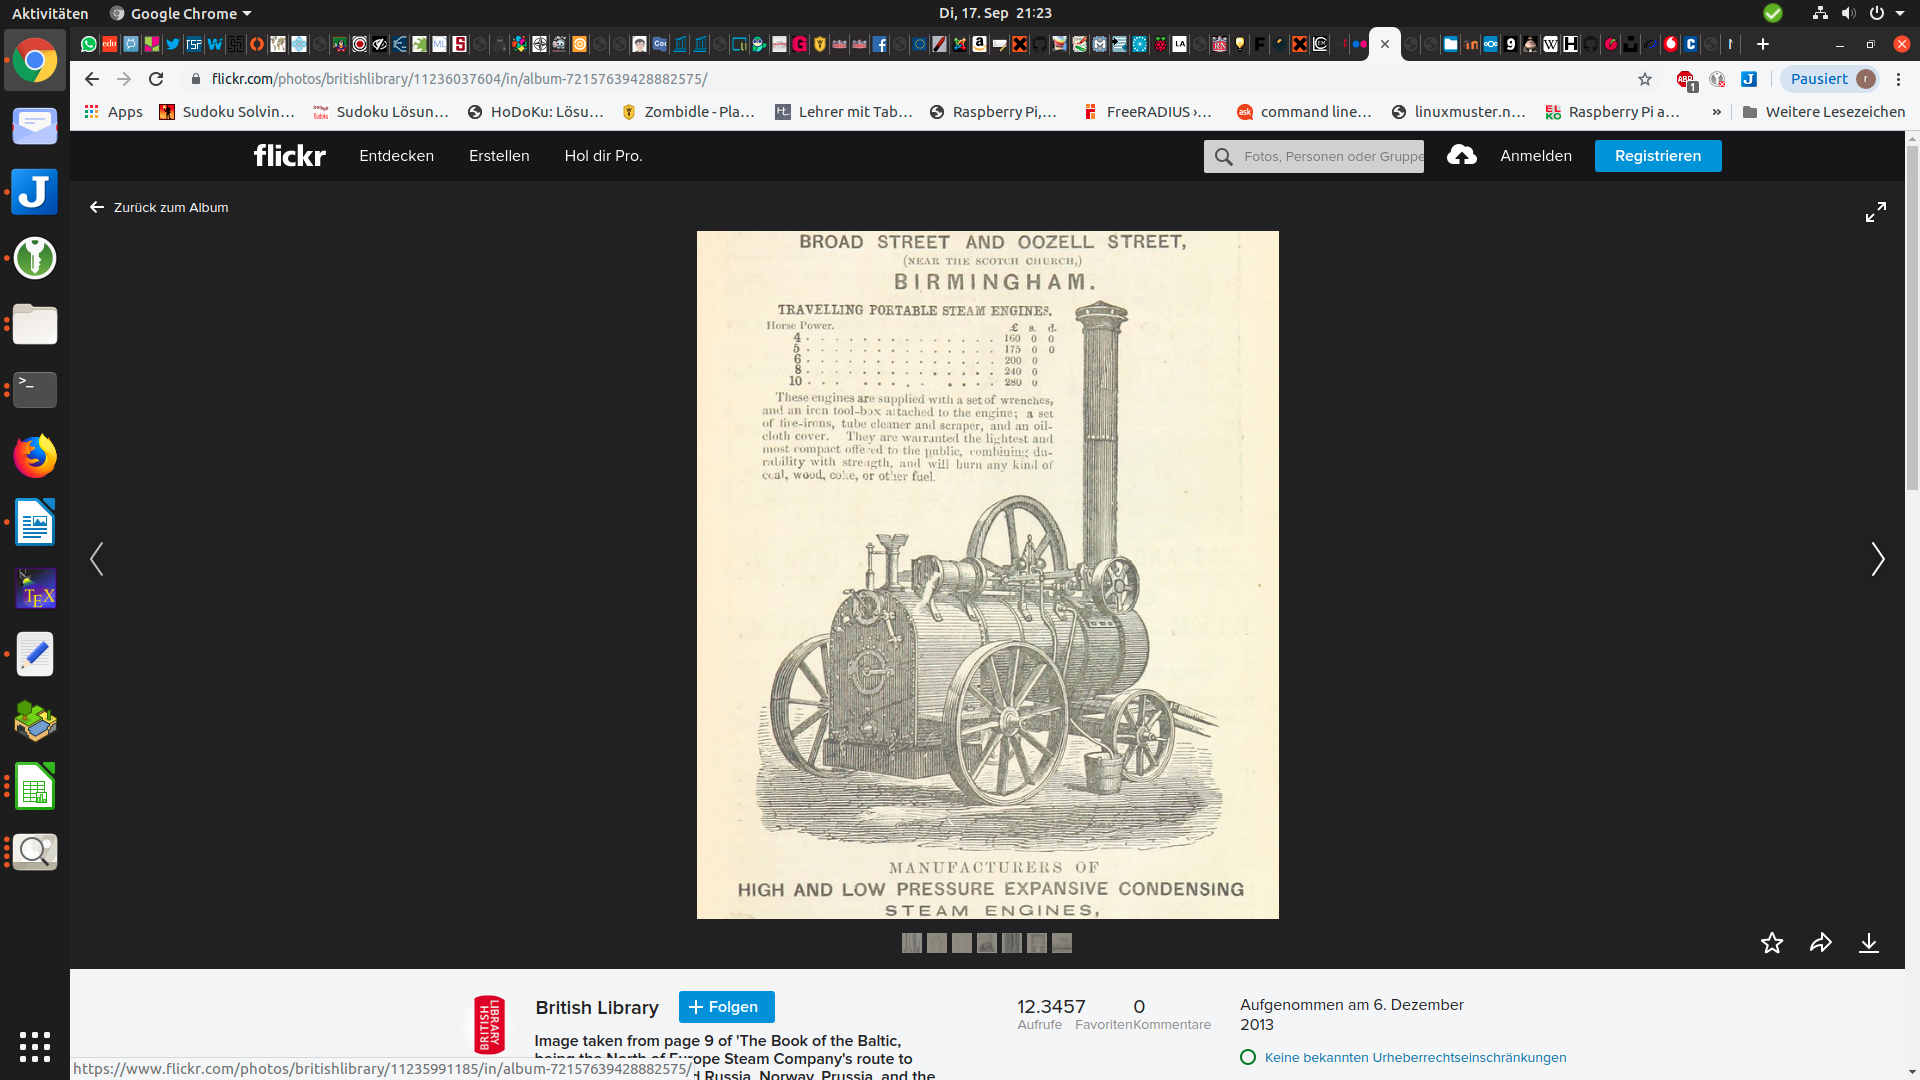 Aktivitäten
Google Chrome
Di, 17. Sep 21:23
flickr.com/photos/britishlibrary/11236037604/in/album-72157639428882575/
Pausiert
r
Apps
Sudoku Solvin…
Sudoku Lösun…
HoDoKu: Lösu…
Zombidle - Pla…
Lehrer mit Tab…
Raspberry Pi,…
FreeRADIUS ›…
command line…
linuxmuster.n…
Raspberry Pi a…
»
Weitere Lesezeichen
flickr
Entdecken
Erstellen
Hol dir Pro.
Fotos, Personen oder Gruppe
Anmelden
Registrieren
Zurück zum Album
BROAD STREET AND OOZELL STREET,
(NEAR THE SCOTCH CHURCH,)
BIRMINGHAM.
TRAVELLING PORTABLE STEAM ENGINES.
Horse Power. £ s. d.
4 . . . . . . . . . . . . . . 160 0 0
5 . . . . . . . . . . . . . . 175 0 0
6 . . . . . . . . . . . . . . 200 0
8 . . . . . . . . . . . . . . 240 0
10 . . . . . . . . . . . . . 280 0
These engines are supplied with a set of wrenches,
and an iron tool-box attached to the engine; a set
of fire-irons, tube cleaner and scraper, and an oil-
cloth cover. They are warranted the lightest and
most compact offered to the public, combining du-
rability with strength, and will burn any kind of
coal, wood, coke, or other fuel.
MANUFACTURERS OF
HIGH AND LOW PRESSURE EXPANSIVE CONDENSING
STEAM ENGINES,
BRITISH LIBRARY
British Library
Folgen
12.3457 0
Aufrufe Favoriten Kommentare
Aufgenommen am 6. Dezember
2013
Keine bekannten Urheberrechtseinschränkungen
Image taken from page 9 of 'The Book of the Baltic,
being the North of Europe Steam Company's route to
Russia, Norway, Prussia, and the
https://www.flickr.com/photos/britishlibrary/11235991185/in/album-72157639428882575/